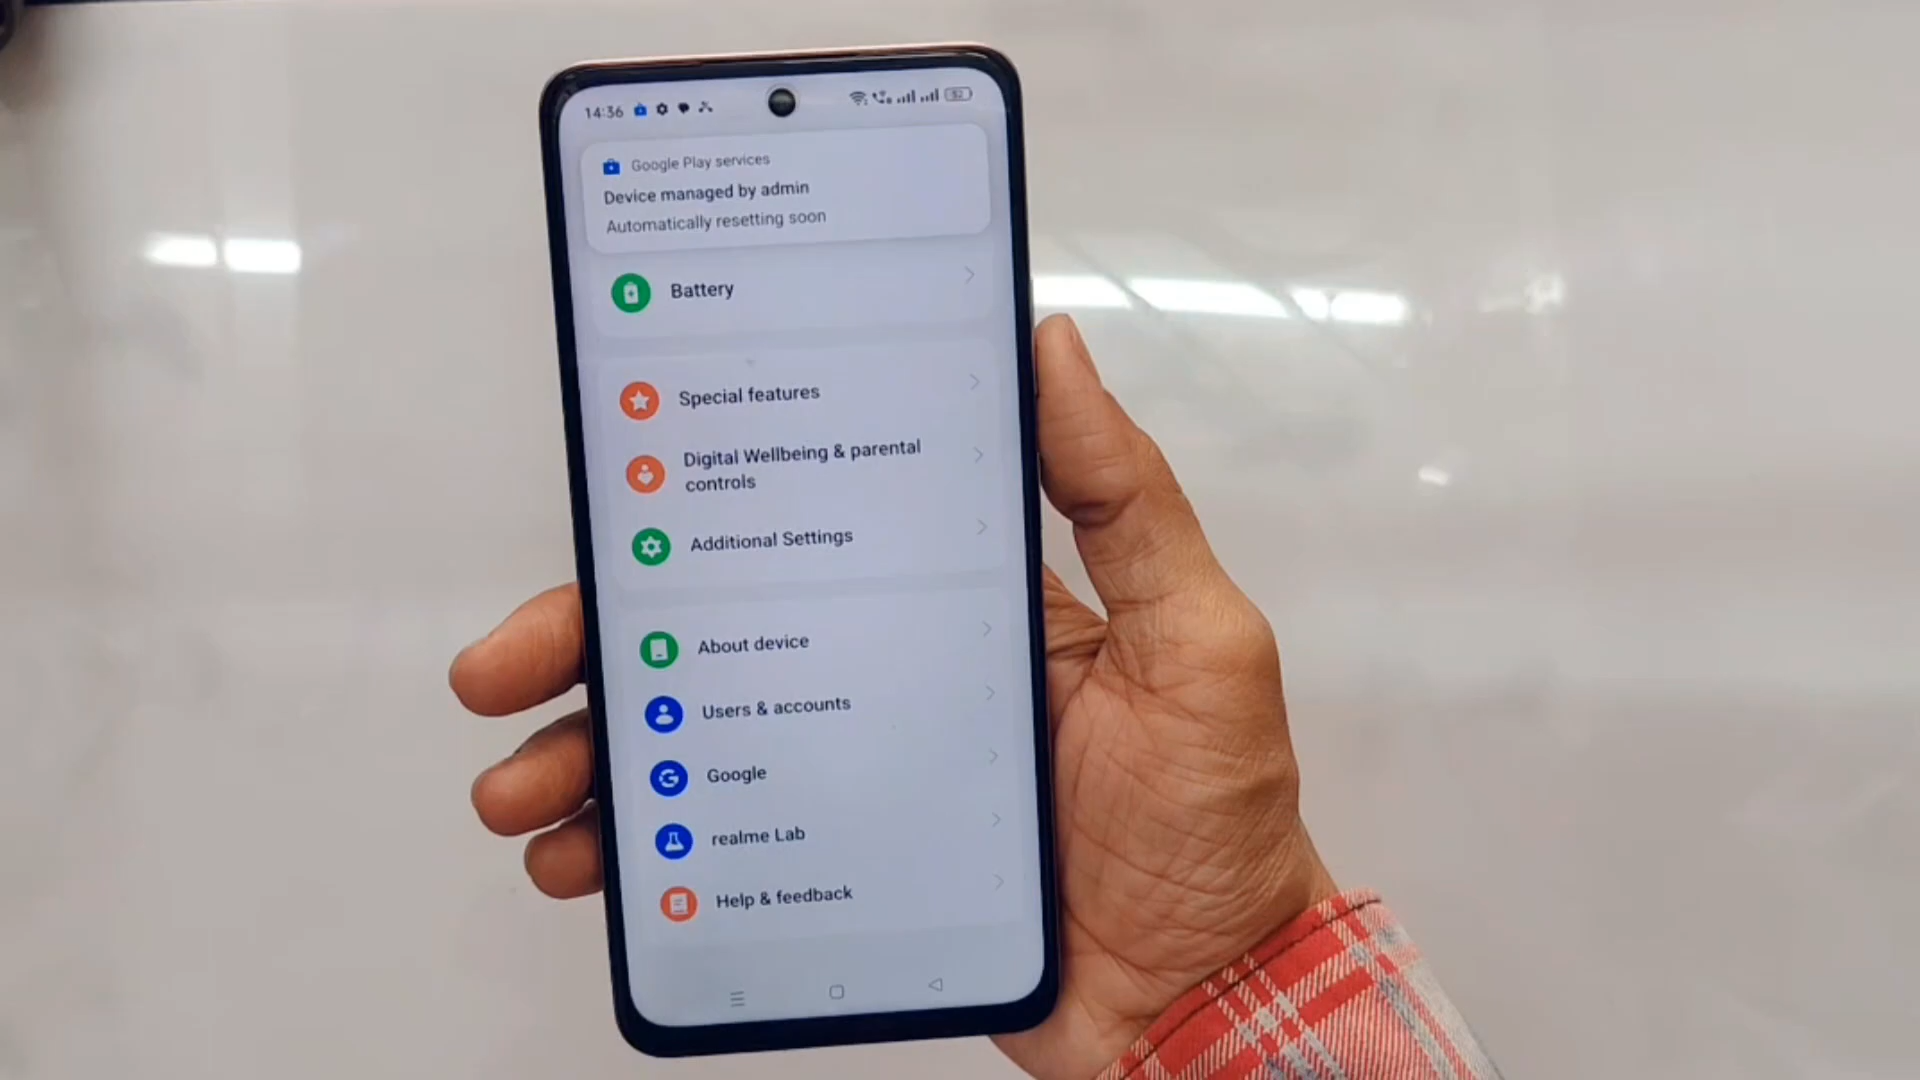 14:36
52
Google Play services
Device managed by admin
Automatically resetting soon
Battery
Special features
Digital Wellbeing & parental
controls
Additional Settings
About device
Users & accounts
Google
realme Lab
Help & feedback